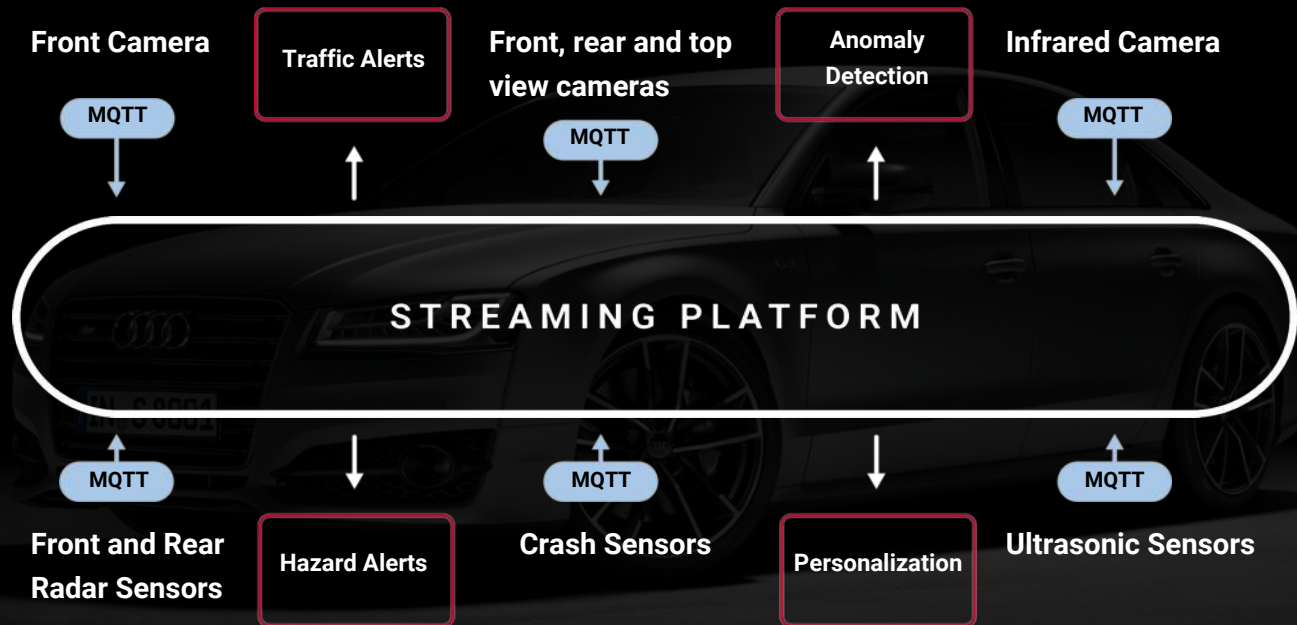 Front Camera
Traffic Alerts
Front, rear and top
view cameras
Anomaly
Detection
Infrared Camera
MQTT
MQTT
MQTT
STREAMING PLATFORM
MQTT
MQTT
MQTT
Front and Rear
Radar Sensors
Hazard Alerts
Crash Sensors
Personalization
Ultrasonic Sensors